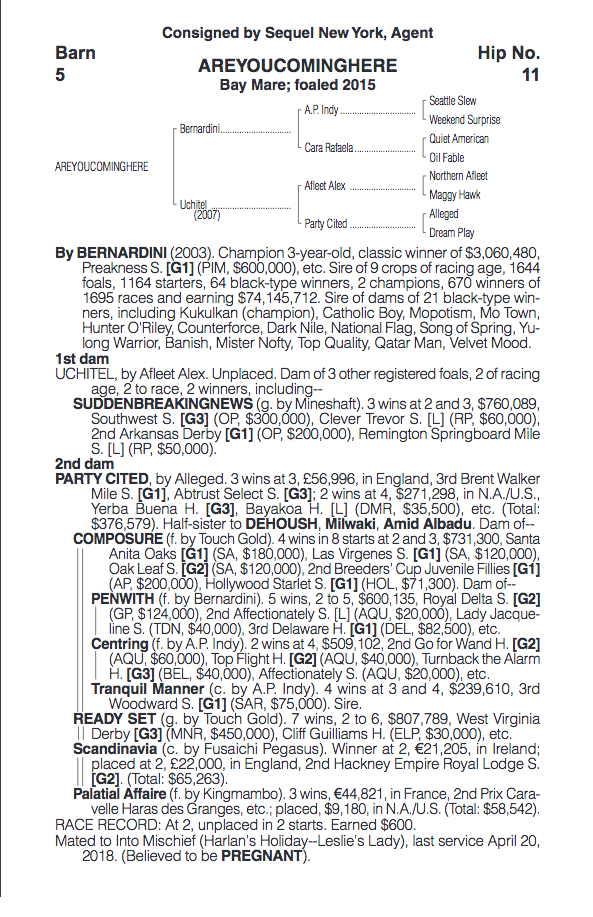 Consigned by Sequel New York, Agent
Barn
5
Hip No.
11
AREYOUCOMINGHERE
Bay Mare; foaled 2015
Seattle Slew
A.P. Indy
Weekend Surprise
Bernardini
Quiet American
Cara Rafaela
Oil Fable
AREYOUCOMINGHERE
Northern Afleet
Afleet Alex
Maggy Hawk
Uchitel
(2007)
Alleged
Party Cited
Dream Play
By BERNARDINI (2003). Champion 3-year-old, classic winner of $3,060,480,
Preakness S. [G1] (PIM, $600,000), etc. Sire of 9 crops of racing age, 1644
foals, 1164 starters, 64 black-type winners, 2 champions, 670 winners of
1695 races and earning $74,145,712. Sire of dams of 21 black-type win-
ners, including Kukulkan (champion), Catholic Boy, Mopotism, Mo Town,
Hunter O'Riley, Counterforce, Dark Nile, National Flag, Song of Spring, Yu-
long Warrior, Banish, Mister Nofty, Top Quality, Qatar Man, Velvet Mood.
1st dam
UCHITEL, by Afleet Alex. Unplaced. Dam of 3 other registered foals, 2 of racing
age, 2 to race, 2 winners, including--
SUDDENBREAKINGNEWS (g. by Mineshaft). 3 wins at 2 and 3, $760,089,
Southwest S. [G3] (OP, $300,000), Clever Trevor S. [L] (RP, $60,000),
2nd Arkansas Derby [G1] (OP, $200,000), Remington Springboard Mile
S. [L] (RP, $50,000).
2nd dam
PARTY CITED, by Alleged. 3 wins at 3, £56,996, in England, 3rd Brent Walker
Mile S. [G1], Abtrust Select S. [G3]; 2 wins at 4, $271,298, in N.A./U.S.,
Yerba Buena H. [G3], Bayakoa H. [L] (DMR, $35,500), etc. (Total:
$376,579). Half-sister to DEHOUSH, Milwaki, Amid Albadu. Dam of--
COMPOSURE (f. by Touch Gold). 4 wins in 8 starts at 2 and 3, $731,300, Santa
Anita Oaks [G1] (SA, $180,000), Las Virgenes S. [G1] (SA, $120,000),
Oak Leaf S. [G2] (SA, $120,000), 2nd Breeders' Cup Juvenile Fillies [G1]
(AP, $200,000), Hollywood Starlet S. [G1] (HOL, $71,300). Dam of--
PENWITH (f. by Bernardini). 5 wins, 2 to 5, $600,135, Royal Delta S. [G2]
(GP, $124,000), 2nd Affectionately S. [L] (AQU, $20,000), Lady Jacque-
line S. (TDN, $40,000), 3rd Delaware H. [G1] (DEL, $82,500), etc.
Centring (f. by A.P. Indy). 2 wins at 4, $509,102, 2nd Go for Wand H. [G2]
(AQU, $60,000), Top Flight H. [G2] (AQU, $40,000), Turnback the Alarm
H. [G3] (BEL, $40,000), Affectionately S. (AQU, $20,000), etc.
Tranquil Manner (c. by A.P. Indy). 4 wins at 3 and 4, $239,610, 3rd
Woodward S. [G1] (SAR, $75,000). Sire.
READY SET (g. by Touch Gold). 7 wins, 2 to 6, $807,789, West Virginia
Derby [G3] (MNR, $450,000), Cliff Guilliams H. (ELP, $30,000), etc.
Scandinavia (c. by Fusaichi Pegasus). Winner at 2, €21,205, in Ireland;
placed at 2, £22,000, in England, 2nd Hackney Empire Royal Lodge S.
[G2]. (Total: $65,263).
Palatial Affaire (f. by Kingmambo). 3 wins, €44,821, in France, 2nd Prix Cara-
velle Haras des Granges, etc.; placed, $9,180, in N.A./U.S. (Total: $58,542).
RACE RECORD: At 2, unplaced in 2 starts. Earned $600.
Mated to Into Mischief (Harlan's Holiday--Leslie's Lady), last service April 20,
2018. (Believed to be PREGNANT).